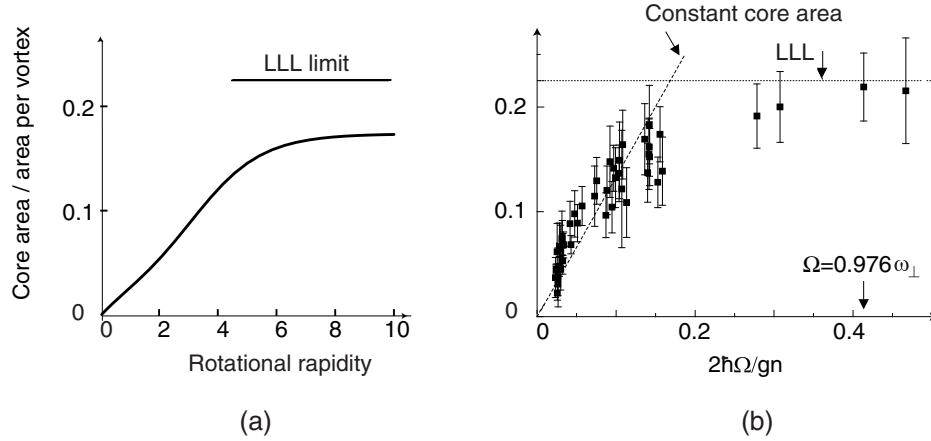 Core area / area per vortex
0.2
0.1
0
LLL limit
0 2 4 6 8 10
Rotational rapidity
(a)
Constant core area
LLL
0.2
0.1
0
Ω=0.976 ω⊥
0 0.2 0.4
2ħΩ/gn
(b)